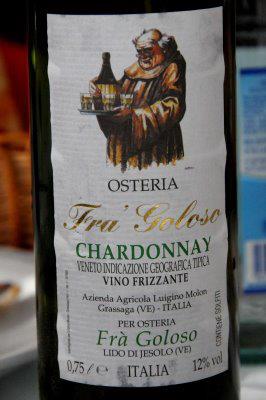 OSTERIA
Fra' Goloso
CHARDONNAY
VENETO INDICAZIONE GEOGRAFICA TIPICA
VINO FRIZZANTE
Azienda Agricola Luigino Molon
Grassaga (VE) - ITALIA
PER OSTERIA
Frà Goloso
LIDO DI JESOLO (VE)
0,75 l e
ITALIA
12% vol
CONTIENE SOLFITI